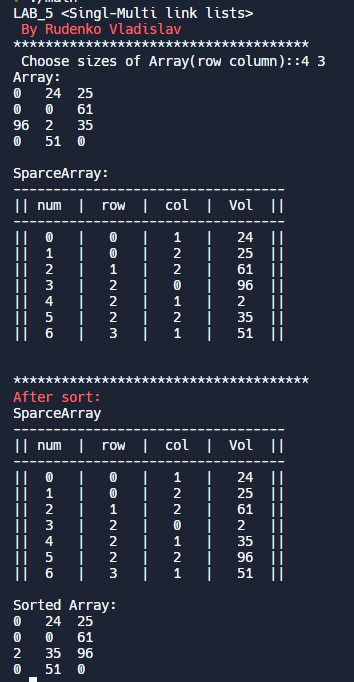 LAB_5 <Singl-Multi link lists>
By Rudenko Vladislav
*************************************
Choose sizes of Array(row column)::4 3
Array:
0 24 25
0 0 61
96 2 35
0 51 0
SparceArray:
----------------------------------
|| num | row | col | Vol ||
----------------------------------
|| 0 | 0 | 1 | 24 ||
|| 1 | 0 | 2 | 25 ||
|| 2 | 1 | 2 | 61 ||
|| 3 | 2 | 0 | 96 ||
|| 4 | 2 | 1 | 2 ||
|| 5 | 2 | 2 | 35 ||
|| 6 | 3 | 1 | 51 ||
*************************************
After sort:
SparceArray
----------------------------------
|| num | row | col | Vol ||
----------------------------------
|| 0 | 0 | 1 | 24 ||
|| 1 | 0 | 2 | 25 ||
|| 2 | 1 | 2 | 61 ||
|| 3 | 2 | 0 | 2 ||
|| 4 | 2 | 1 | 35 ||
|| 5 | 2 | 2 | 96 ||
|| 6 | 3 | 1 | 51 ||
Sorted Array:
0 24 25
0 0 61
2 35 96
0 51 0